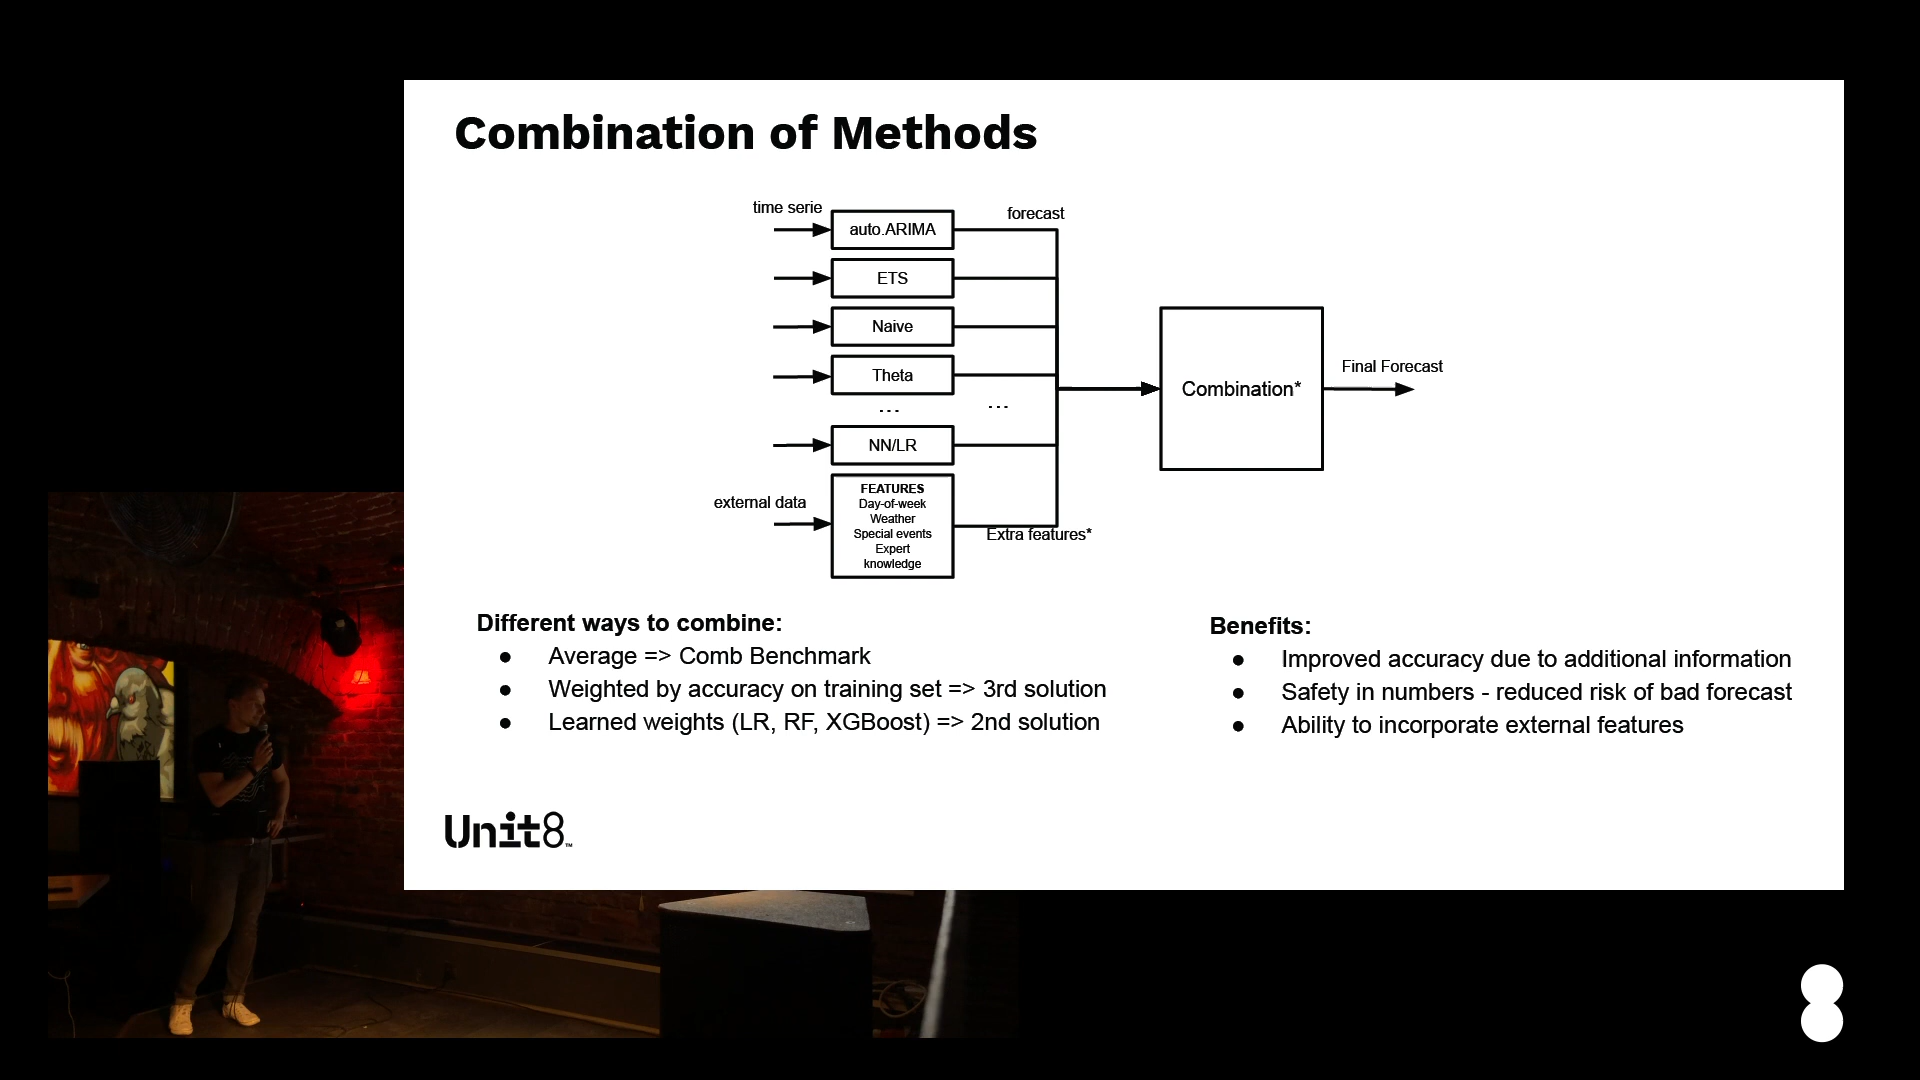 Combination of Methods
time serie
forecast
auto.ARIMA
ETS
Naive
Theta
...
...
NN/LR
external data
FEATURES
Day-of-week
Weather
Special events
Expert
knowledge
Extra features*
Combination*
Final Forecast
Different ways to combine:
● Average => Comb Benchmark
● Weighted by accuracy on training set => 3rd solution
● Learned weights (LR, RF, XGBoost) => 2nd solution
Benefits:
● Improved accuracy due to additional information
● Safety in numbers - reduced risk of bad forecast
● Ability to incorporate external features
Unit8™